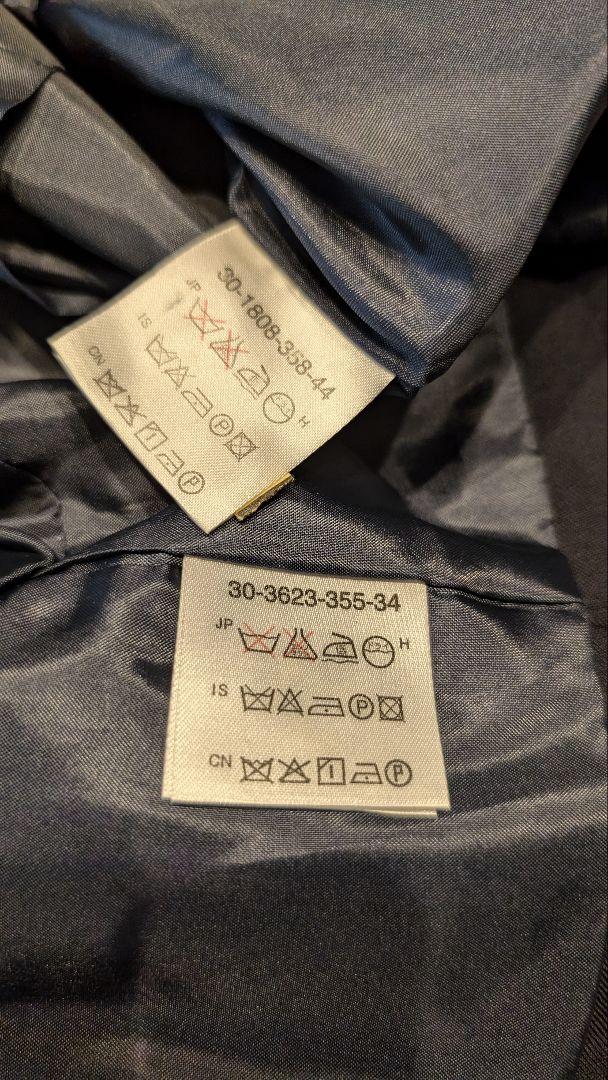 30-1808-358-44
JP H
IS P
CN P
30-3623-355-34
JP H
IS P
CN P